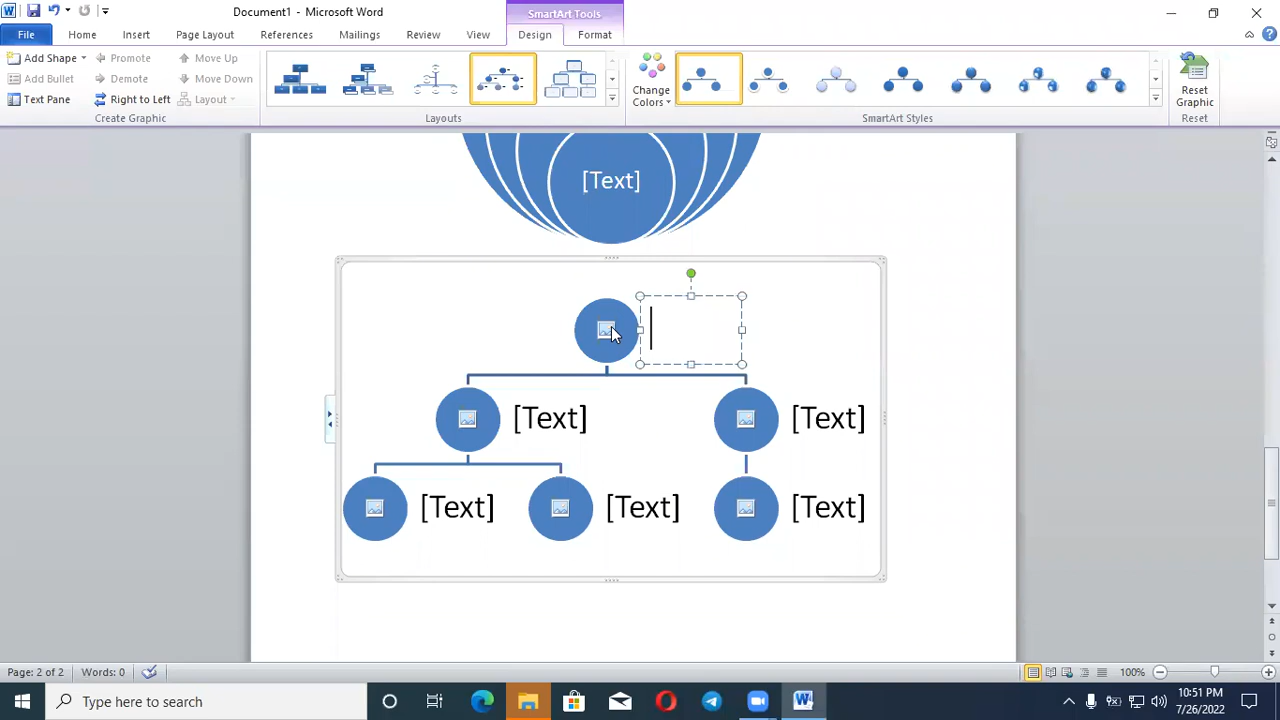 Document1 - Microsoft Word
SmartArt Tools
File
Home
Insert
Page Layout
References
Mailings
Review
View
Design
Format
Add Shape
Promote
Move Up
Add Bullet
Demote
Move Down
Text Pane
Right to Left
Layout
Create Graphic
Layouts
Change
Colors
SmartArt Styles
Reset
Graphic
Reset
[Text]
[Text]
[Text]
[Text]
[Text]
[Text]
Page: 2 of 2
Words: 0
100%
Type here to search
10:51 PM
7/26/2022